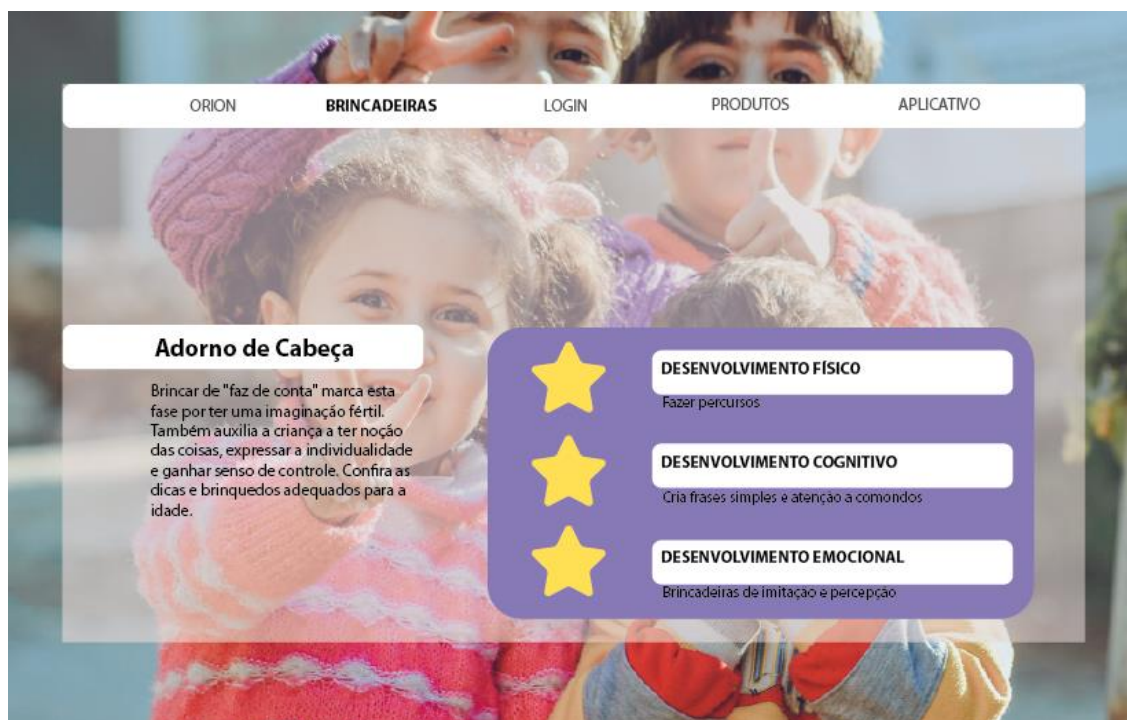 ORION BRINCADEIRAS LOGIN PRODUTOS APLICATIVO
Adorno de Cabeça
Brincar de "faz de conta" marca esta
fase por ter uma imaginação fértil.
Também auxilia a criança a ter noção
das coisas, expressar a individualidade
e ganhar senso de controle. Confira as
dicas e brinquedos adequados para a
idade.
DESENVOLVIMENTO FÍSICO
Fazer percursos
DESENVOLVIMENTO COGNITIVO
Cria frases simples e atenção a comondos
DESENVOLVIMENTO EMOCIONAL
Brincadeiras de imitação e percepção